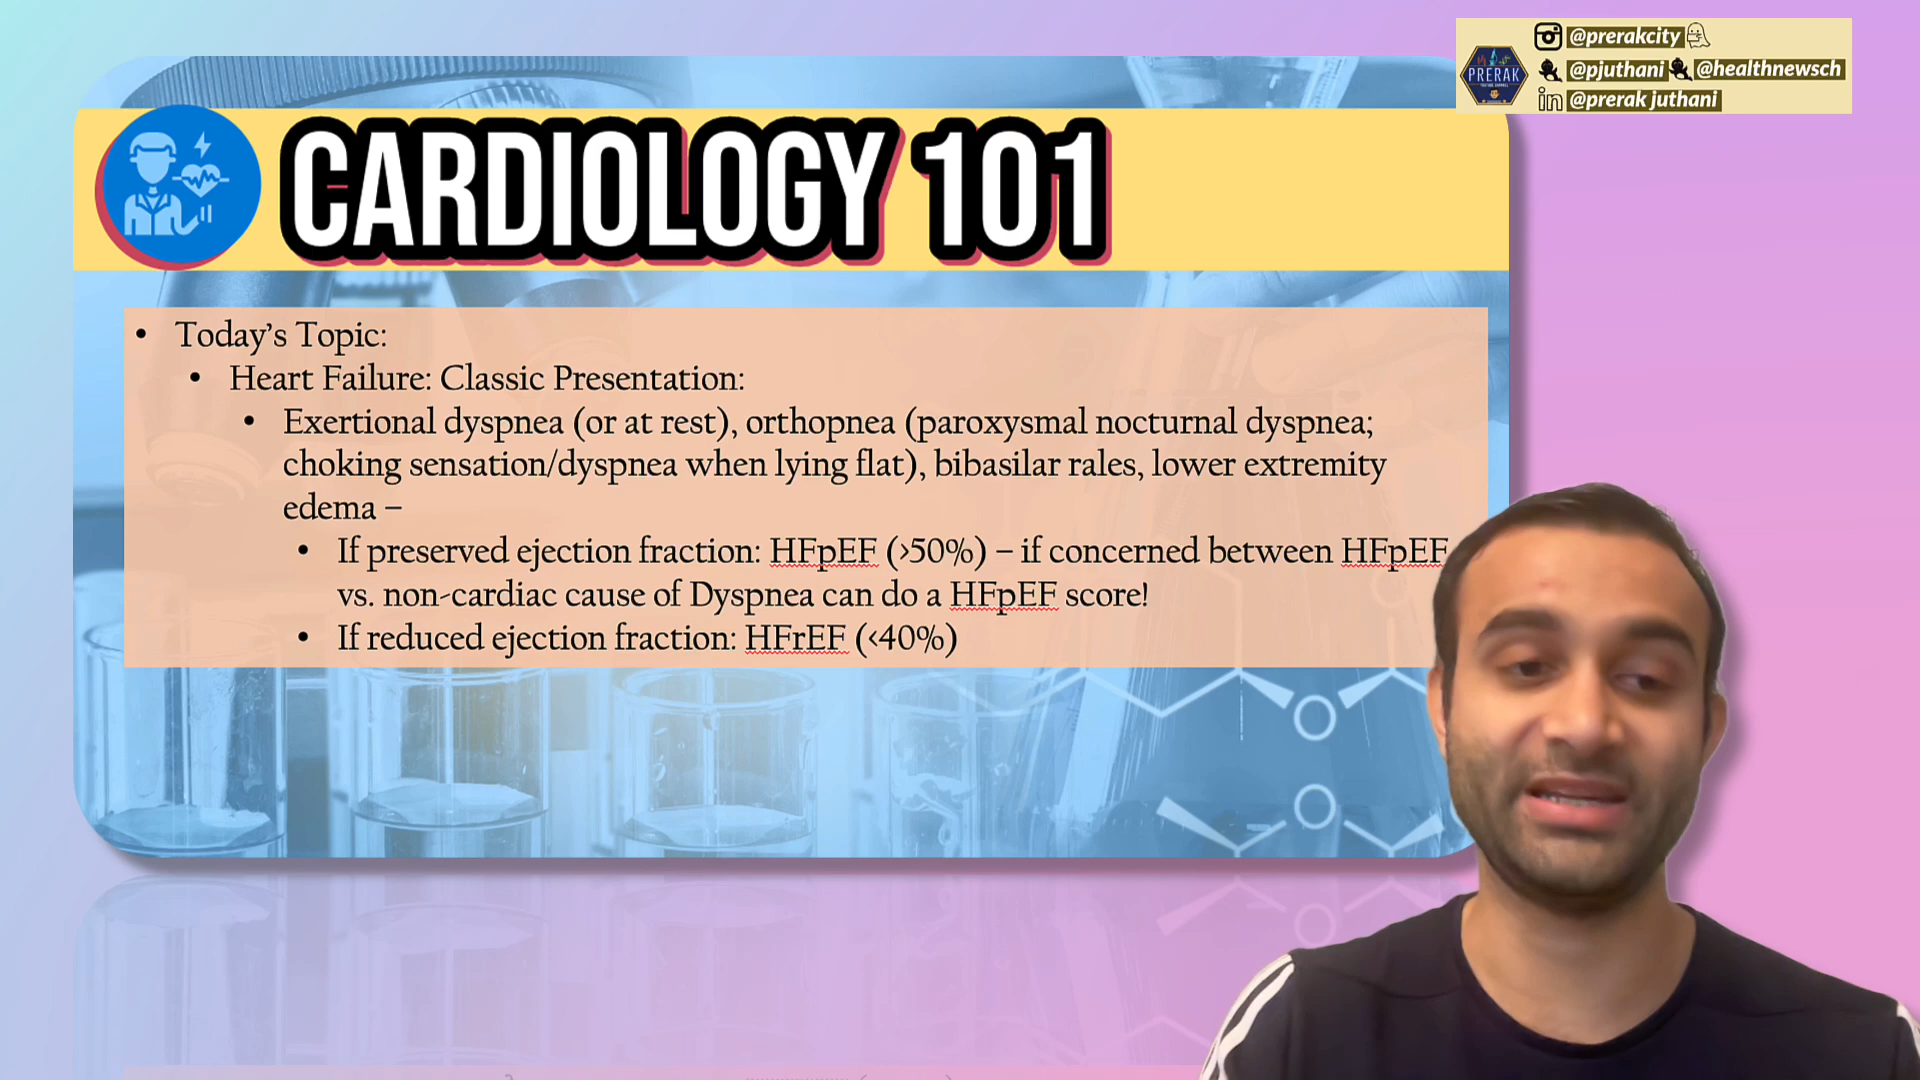 @prerakcity
@pjuthani @healthnewsch
@prerak juthani
PRERAK
CARDIOLOGY 101
• Today's Topic:
• Heart Failure: Classic Presentation:
• Exertional dyspnea (or at rest), orthopnea (paroxysmal nocturnal dyspnea;
choking sensation/dyspnea when lying flat), bibasilar rales, lower extremity
edema –
• If preserved ejection fraction: HFpEF (>50%) – if concerned between HFpEF
vs. non-cardiac cause of Dyspnea can do a HFpEF score!
• If reduced ejection fraction: HFrEF (<40%)
O
O